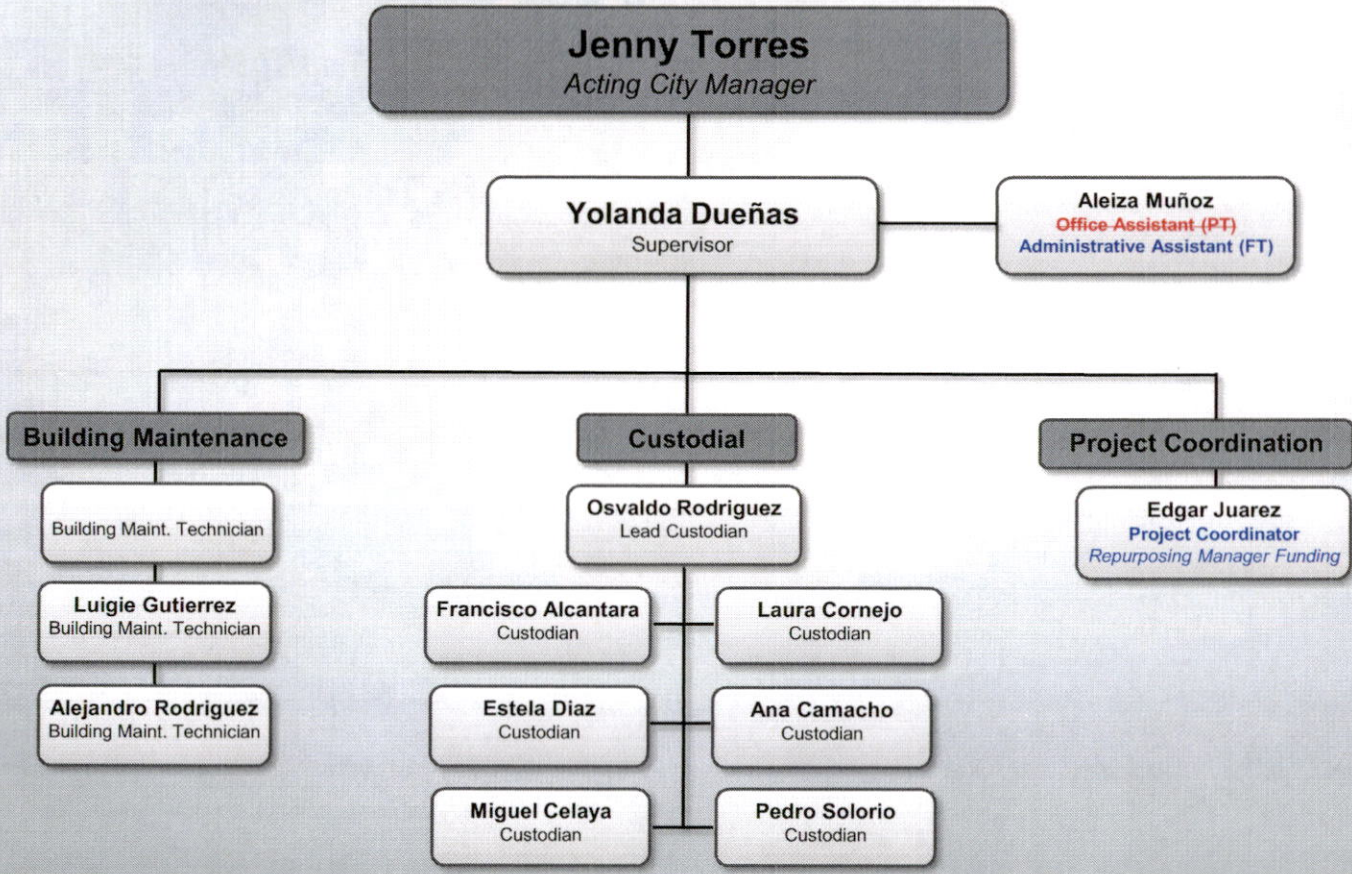 Jenny Torres
Acting City Manager
Yolanda Dueñas
Supervisor
Aleiza Muñoz
Office Assistant (PT)
Administrative Assistant (FT)
Building Maintenance
Building Maint. Technician
Luigie Gutierrez
Building Maint. Technician
Alejandro Rodriguez
Building Maint. Technician
Custodial
Osvaldo Rodriguez
Lead Custodian
Francisco Alcantara
Custodian
Laura Cornejo
Custodian
Estela Diaz
Custodian
Ana Camacho
Custodian
Miguel Celaya
Custodian
Pedro Solorio
Custodian
Project Coordination
Edgar Juarez
Project Coordinator
Repurposing Manager Funding